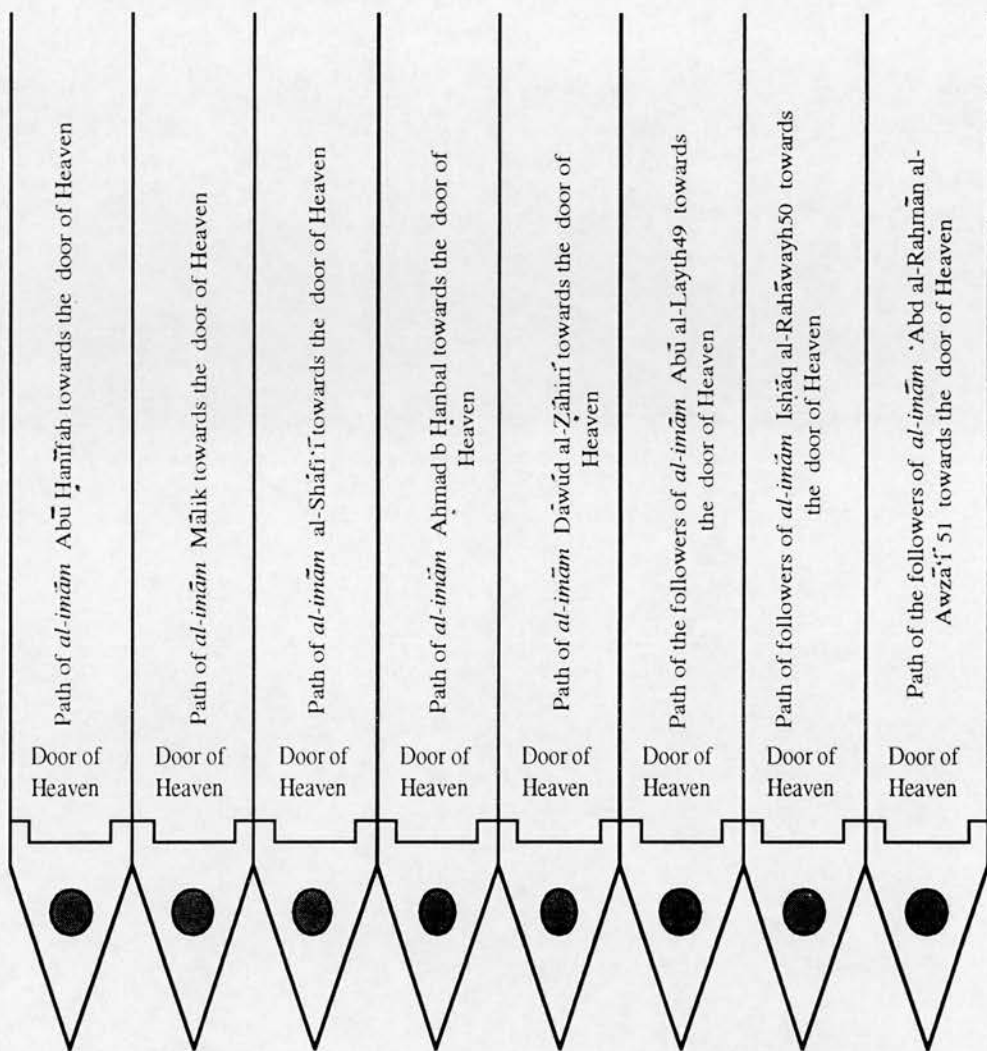 Path of al-imām Abū Ḥanīfah towards the door of Heaven
Door of
Heaven
Path of al-imām Mālik towards the door of Heaven
Door of
Heaven
Path of al-imām al-Shāfi‘ī towards the door of Heaven
Door of
Heaven
Path of al-imām Aḥmad b Ḥanbal towards the door of
Heaven
Door of
Heaven
Path of al-imām Dawūd al-Ẓāhirī towards the door of
Heaven
Door of
Heaven
Path of the followers of al-imām Abū al-Layth49 towards
the door of Heaven
Door of
Heaven
Path of followers of al-imām Isḥāq al-Rahāwayh50 towards
the door of Heaven
Door of
Heaven
Path of the followers of al-imām ‘Abd al-Raḥmān al-
Awzā‘ī 51 towards the door of Heaven
Door of
Heaven